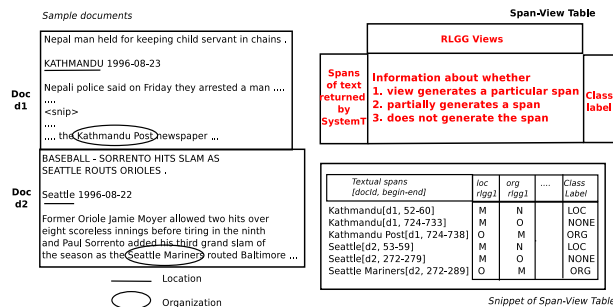 Sample documents
Nepal man held for keeping child servant in chains .
KATHMANDU 1996-08-23
Doc
d1
Nepali police said on Friday they arrested a man ....
....
<snip>
....
.... the Kathmandu Post newspaper ...
BASEBALL - SORRENTO HITS SLAM AS
SEATTLE ROUTS ORIOLES .
Doc
d2
Seattle 1996-08-22
Former Oriole Jamie Moyer allowed two hits over
eight scoreless innings before tiring in the ninth
and Paul Sorrento added his third grand slam of
the season as the Seattle Mariners routed Baltimore ...
Location
Organization
Span-View Table
RLGG Views
Spans
of text
returned
by
SystemT
Information about whether
1. view generates a particular span
2. partially generates a span
3. does not generate the span
Class
label
Textual spans loc org .... Class
[docId, begin-end] rlgg1 rlgg1 Label
Kathmandu[d1, 52-60] M N LOC
Kathmandu[d1, 724-733] M O NONE
Kathmandu Post[d1, 724-738] O M ORG
Seattle[d2, 53-59] M N LOC
Seattle[d2, 272-279] M O NONE
Seattle Mariners[d2, 272-289] O M ORG
Snippet of Span-View Table